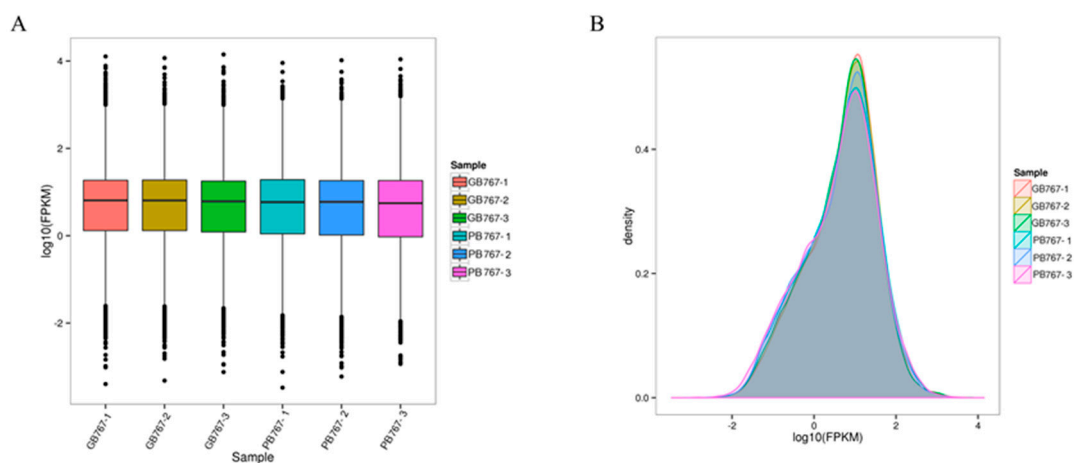 A
B
log10(FPKM)
4
2
0
-2
GB767-1
GB767-2
GB767-3
PB767- 1
PB767- 2
PB767- 3
Sample
Sample
GB767-1
GB767-2
GB767-3
PB767- 1
PB767- 2
PB767- 3
density
0.4
0.2
0.0
-2
0
2
4
log10(FPKM)
Sample
GB767-1
GB767-2
GB767-3
PB767- 1
PB767- 2
PB767- 3